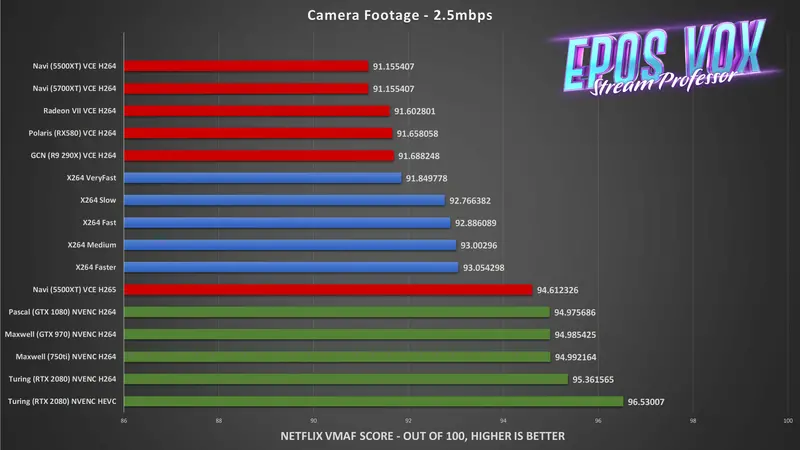 Camera Footage - 2.5mbps
EPOS VOX
Stream Professor
Navi (5500XT) VCE H264 91.155407
Navi (5700XT) VCE H264 91.155407
Radeon VII VCE H264 91.602801
Polaris (RX580) VCE H264 91.658058
GCN (R9 290X) VCE H264 91.688248
X264 VeryFast 91.849778
X264 Slow 92.766382
X264 Fast 92.886089
X264 Medium 93.00296
X264 Faster 93.054298
Navi (5500XT) VCE H265 94.612326
Pascal (GTX 1080) NVENC H264 94.975686
Maxwell (GTX 970) NVENC H264 94.985425
Maxwell (750ti) NVENC H264 94.992164
Turing (RTX 2080) NVENC H264 95.361565
Turing (RTX 2080) NVENC HEVC 96.53007
86 88 90 92 94 96 98 100
NETFLIX VMAF SCORE - OUT OF 100, HIGHER IS BETTER